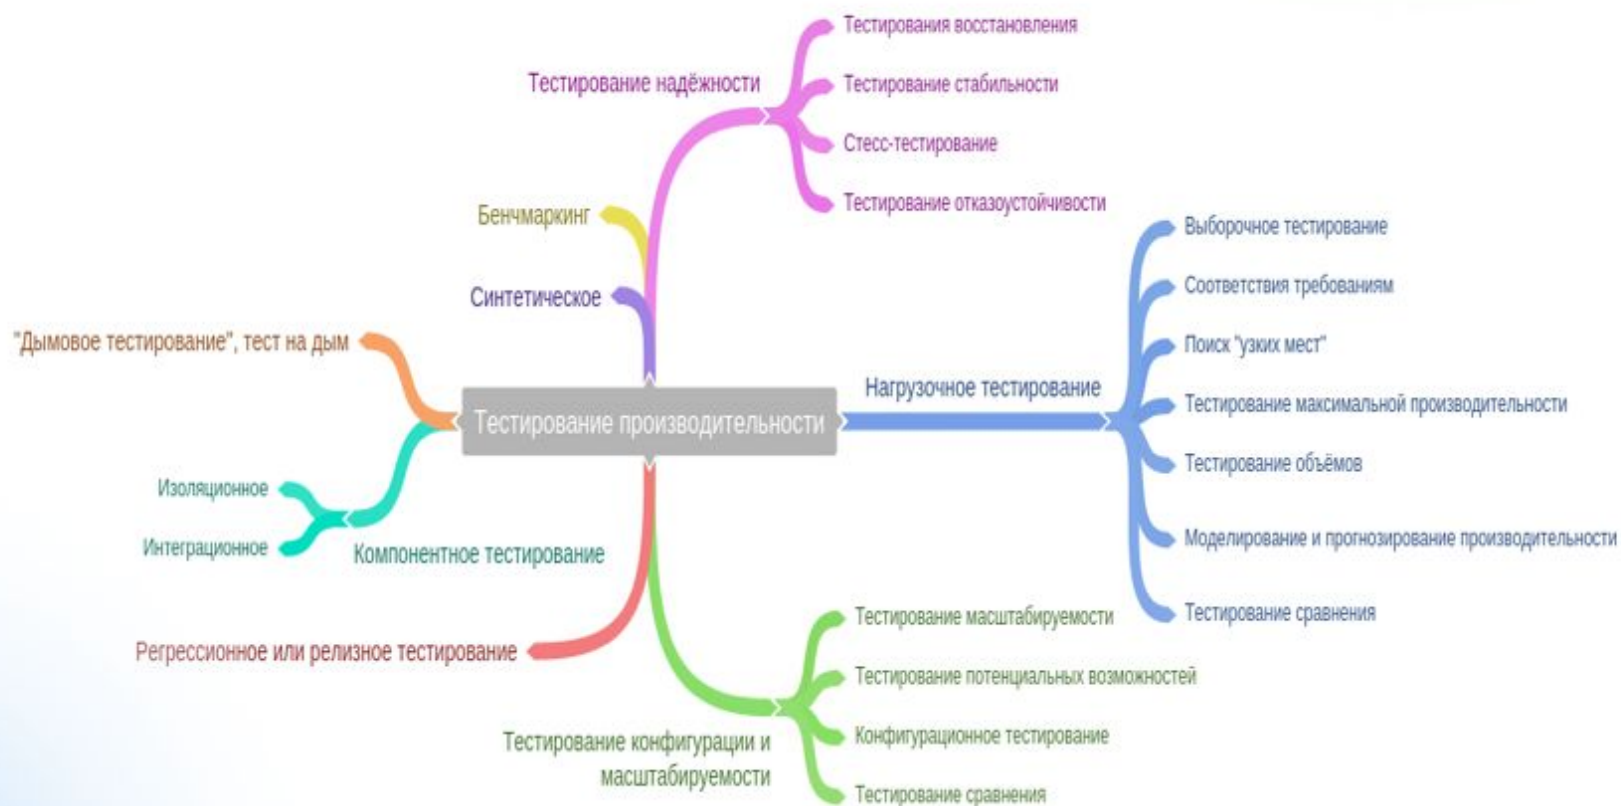 Тестирования восстановления
Тестирование надёжности
Тестирование стабильности
Стесс-тестирование
Тестирование отказоустойчивости
Бенчмаркинг
Синтетическое
"Дымовое тестирование", тест на дым
Тестирование производительности
Нагрузочное тестирование
Выборочное тестирование
Соответствия требованиям
Поиск "узких мест"
Тестирование максимальной производительности
Тестирование объёмов
Моделирование и прогнозирование производительности
Тестирование сравнения
Изоляционное
Интеграционное
Компонентное тестирование
Регрессионное или релизное тестирование
Тестирование конфигурации и
масштабируемости
Тестирование масштабируемости
Тестирование потенциальных возможностей
Конфигурационное тестирование
Тестирование сравнения